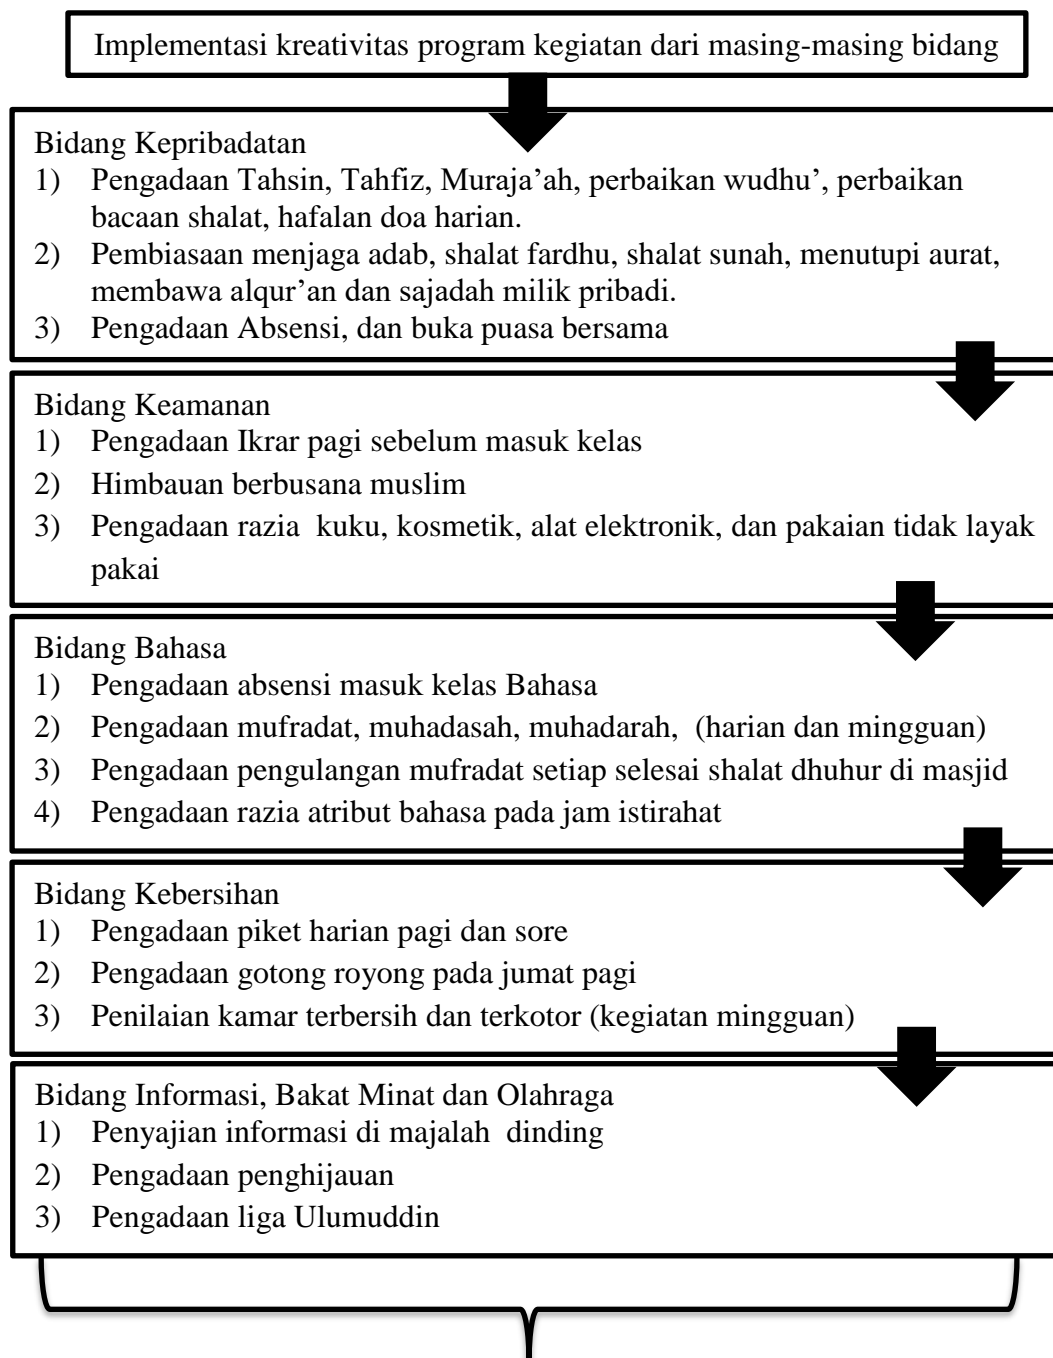 Implementasi kreativitas program kegiatan dari masing-masing bidang
Bidang Kepribadatan
1) Pengadaan Tahsin, Tahfiz, Muraja’ah, perbaikan wudhu’, perbaikan
bacaan shalat, hafalan doa harian.
2) Pembiasaan menjaga adab, shalat fardhu, shalat sunah, menutupi aurat,
membawa alqur’an dan sajadah milik pribadi.
3) Pengadaan Absensi, dan buka puasa bersama
Bidang Keamanan
1) Pengadaan Ikrar pagi sebelum masuk kelas
2) Himbauan berbusana muslim
3) Pengadaan razia kuku, kosmetik, alat elektronik, dan pakaian tidak layak
pakai
Bidang Bahasa
1) Pengadaan absensi masuk kelas Bahasa
2) Pengadaan mufradat, muhadasah, muhadarah, (harian dan mingguan)
3) Pengadaan pengulangan mufradat setiap selesai shalat dhuhur di masjid
4) Pengadaan razia atribut bahasa pada jam istirahat
Bidang Kebersihan
1) Pengadaan piket harian pagi dan sore
2) Pengadaan gotong royong pada jumat pagi
3) Penilaian kamar terbersih dan terkotor (kegiatan mingguan)
Bidang Informasi, Bakat Minat dan Olahraga
1) Penyajian informasi di majalah dinding
2) Pengadaan penghijauan
3) Pengadaan liga Ulumuddin